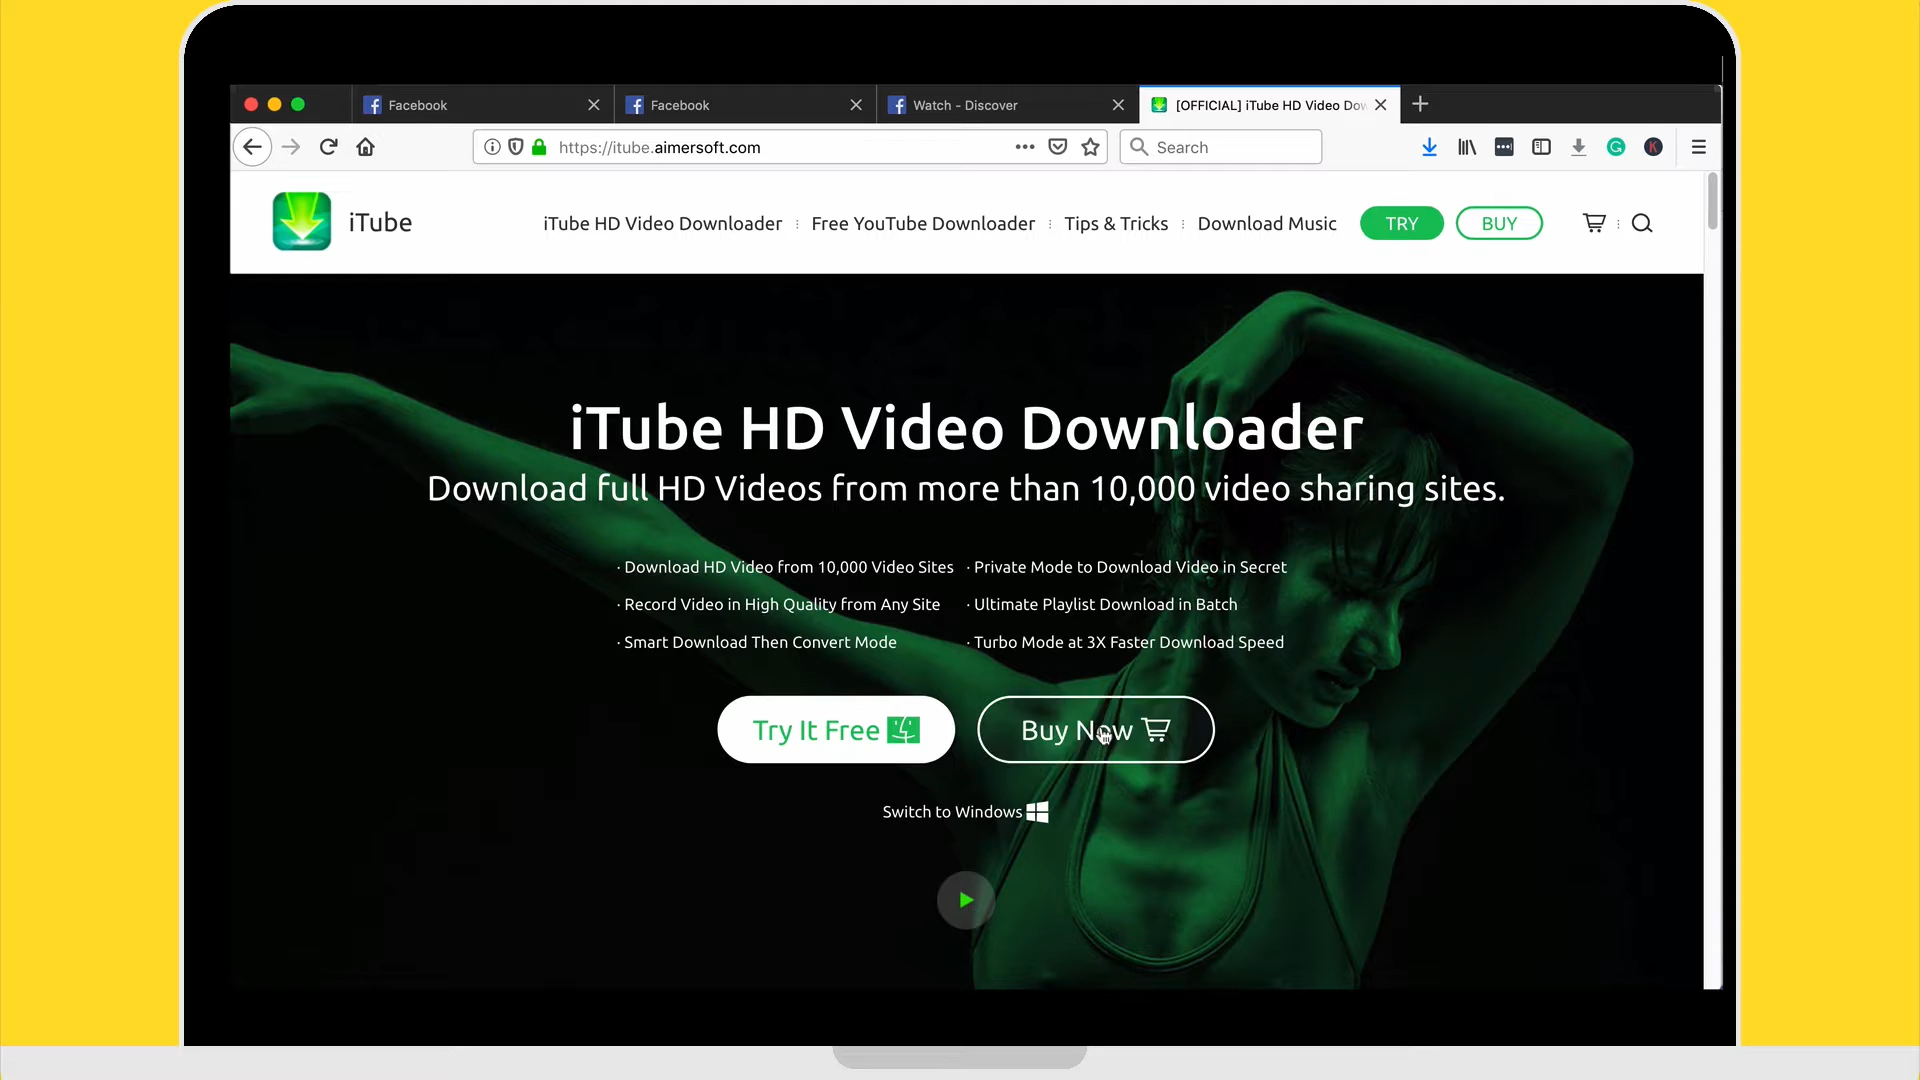 Facebook
Facebook
Watch - Discover
[OFFICIAL] iTube HD Video Dow
https://itube.aimersoft.com
Search
iTube
iTube HD Video Downloader
Free YouTube Downloader
Tips & Tricks
Download Music
TRY
BUY
iTube HD Video Downloader
Download full HD Videos from more than 10,000 video sharing sites.
· Download HD Video from 10,000 Video Sites
· Private Mode to Download Video in Secret
· Record Video in High Quality from Any Site
· Ultimate Playlist Download in Batch
· Smart Download Then Convert Mode
· Turbo Mode at 3X Faster Download Speed
Try It Free
Buy Now
Switch to Windows